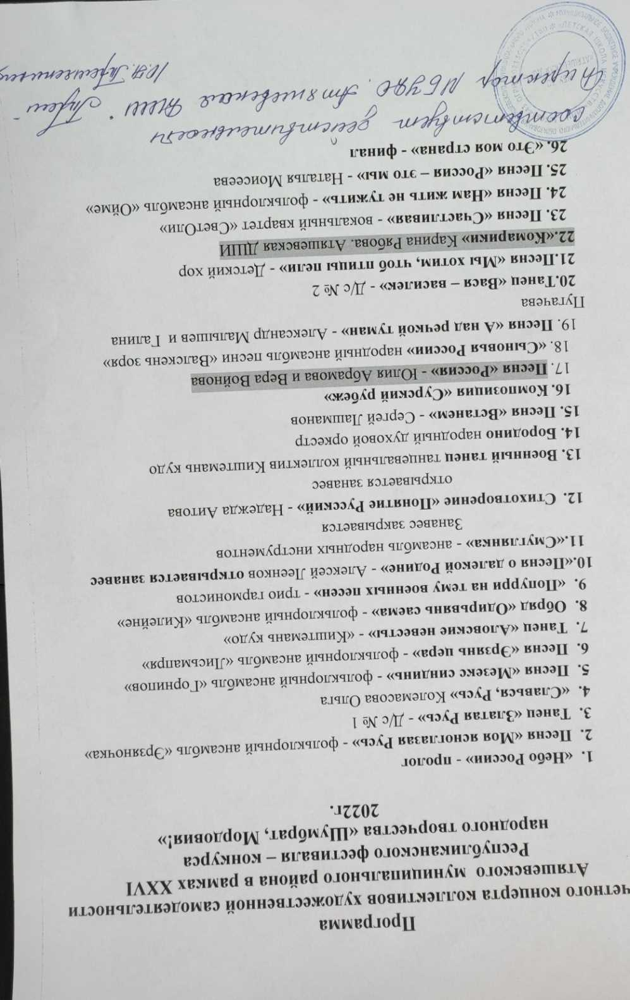 Программа
четного концерта коллективов художественной самодеятельности
Атяшевского муниципального района в рамках XXVI
Республиканского фестиваля – конкурса
народного творчества «Шумбрат, Мордовия!»
2022г.
1. «Небо России» - пролог
2. Песня «Моя ясноглазая Русь» - фольклорный ансамбль «Эрзяночка»
3. Танец «Златая Русь» - Д/с № 1
4. «Славься, Русь» Колемасова Ольга
5. Песня «Мезекс синдинь» - фольклорный ансамбль «Горнипов»
6. Песня «Эрзянь цера» - фольклорный ансамбль «Лисьмапря»
7. Танец «Аловские невесты» - «Киштемань кудо»
8. Обряд «Одирьвянь саема» - фольклорный ансамбль «Килейне»
9. «Попурри на тему военных песен» - трио гармонистов
10.«Песня о далекой Родине» - Алексей Леенков открывается занавес
11.«Смуглянка» - ансамбль народных инструментов
Занавес закрывается
12. Стихотворение «Понятие Русский» - Надежда Аитова
открывается занавес
13. Военный танец танцевальный коллектив Киштемань кудо
14. Бородино народный духовой оркестр
15. Песня «Встанем» - Сергей Лашманов
16. Композиция «Сурский рубеж»
17. Песня «Россия» - Юлия Абрамова и Вера Войнова
18. «Сыновья России» народный ансамбль песни «Валскень зоря»
19. Песня «А над речкой туман» - Александр Малышев и Галина
Пугачева
20.Танец «Вася – василек» - Д/с № 2
21.Песня «Мы хотим, чтоб птицы пели» - Детский хор
22.«Комарики» Карина Рябова. Атяшевская ДШИ
23. Песня «Счастливая» - вокальный квартет «СветОли»
24. Песня «Нам жить не тужить» - фольклорный ансамбль «Ойме»
25. Песня «Россия – это мы» - Наталья Моисеева
26. «Это моя страна» - финал
соответствует действительности
Директор МБУДО "Атяшевская ДШИ"